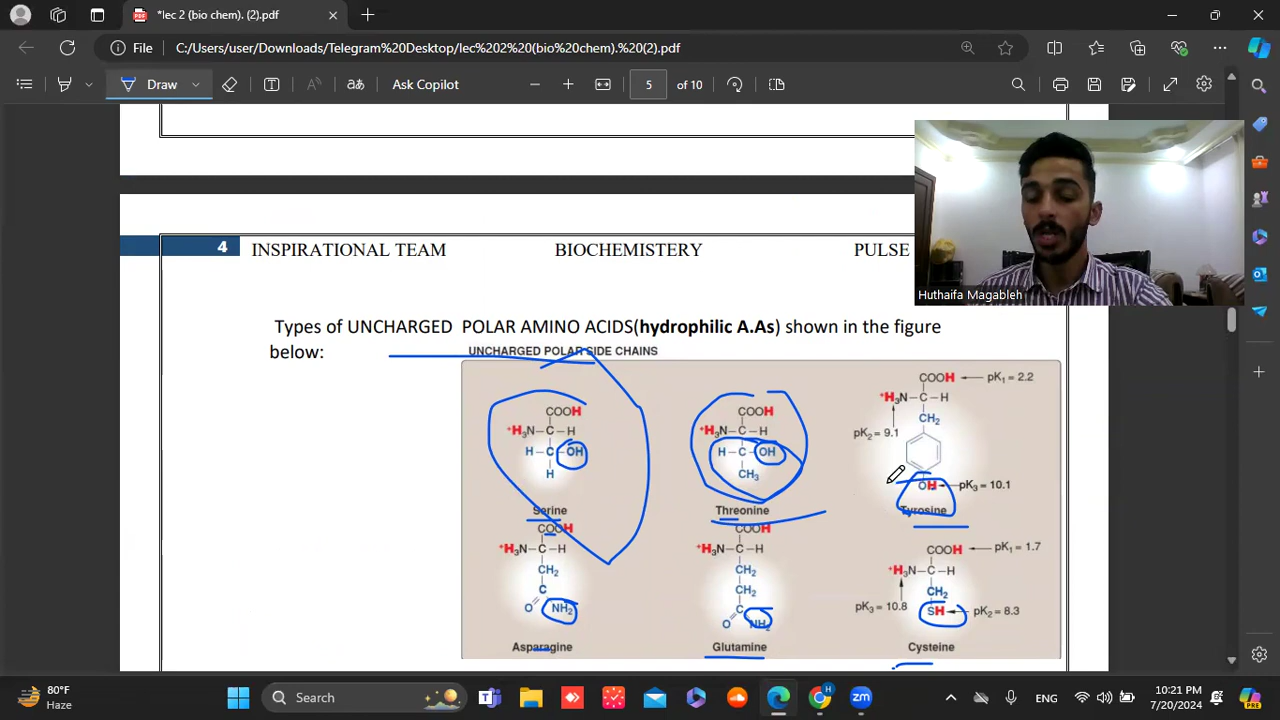 *lec 2 (bio chem). (2).pdf
File C:/Users/user/Downloads/Telegram%20Desktop/lec%202%20(bio%20chem).%20(2).pdf
Draw Ask Copilot 5 of 10
Huthaifa Magableh
4 INSPIRATIONAL TEAM BIOCHEMISTERY PULSE
Types of UNCHARGED POLAR AMINO ACIDS(hydrophilic A.As) shown in the figure
below:
UNCHARGED POLAR SIDE CHAINS
COOH
+H3N–C–H
H–C–OH
H
Serine
COOH
+H3N–C–H
H–C–OH
CH3
Threonine
COOH pK1 = 2.2
+H3N–C–H
pK2 = 9.1 CH2
OH pK3 = 10.1
Tyrosine
COOH
+H3N–C–H
CH2
C
O NH2
Asparagine
COOH
+H3N–C–H
CH2
CH2
C
O NH2
Glutamine
COOH pK1 = 1.7
+H3N–C–H
CH2
pK3 = 10.8 SH pK2 = 8.3
Cysteine
80°F
Haze
Search
ENG
10:21 PM
7/20/2024